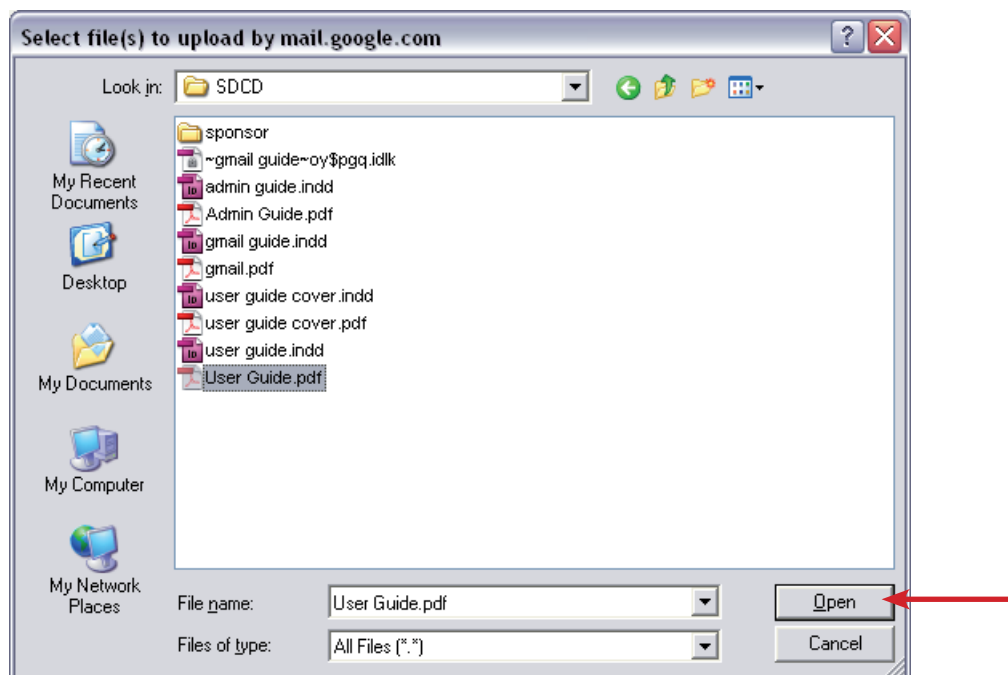 Select file(s) to upload by mail.google.com
Look in: SDCD
My Recent Documents
Desktop
My Documents
My Computer
My Network Places
sponsor
~gmail guide~oy$pgq.idlk
admin guide.indd
Admin Guide.pdf
gmail guide.indd
gmail.pdf
user guide cover.indd
user guide cover.pdf
user guide.indd
User Guide.pdf
File name: User Guide.pdf Open
Files of type: All Files (*.*) Cancel